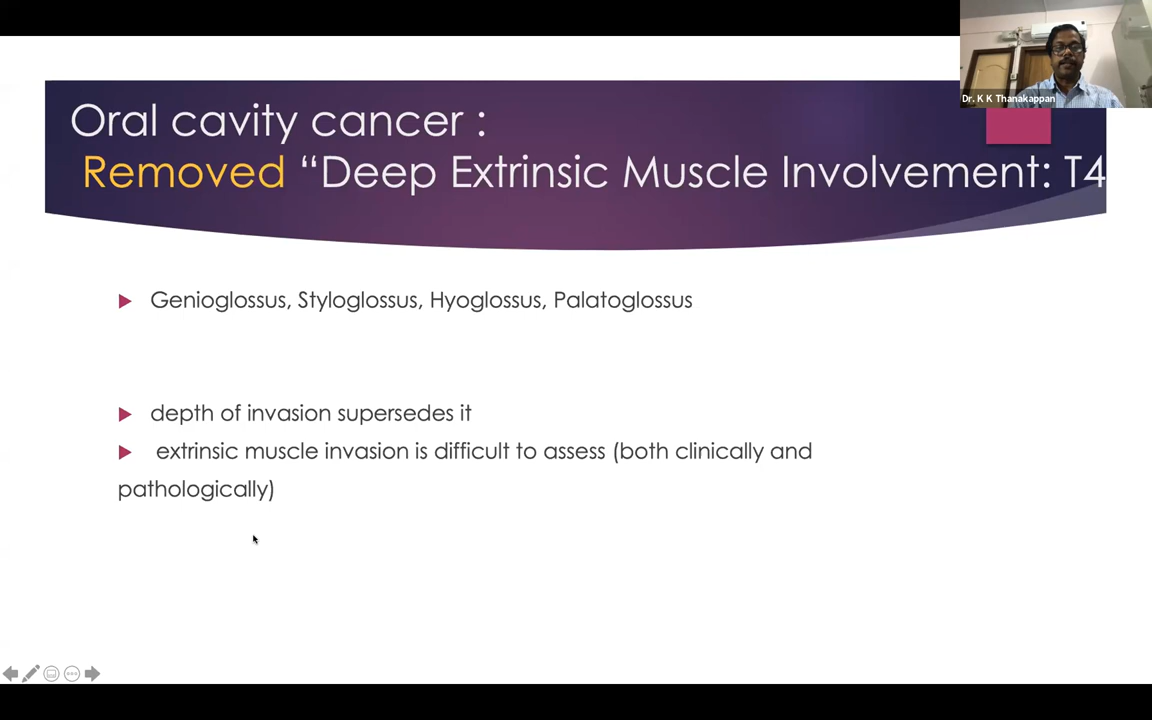 Dr. K K Thanakappan
Oral cavity cancer :
Removed “Deep Extrinsic Muscle Involvement: T4
Genioglossus, Styloglossus, Hyoglossus, Palatoglossus
depth of invasion supersedes it
extrinsic muscle invasion is difficult to assess (both clinically and
pathologically)